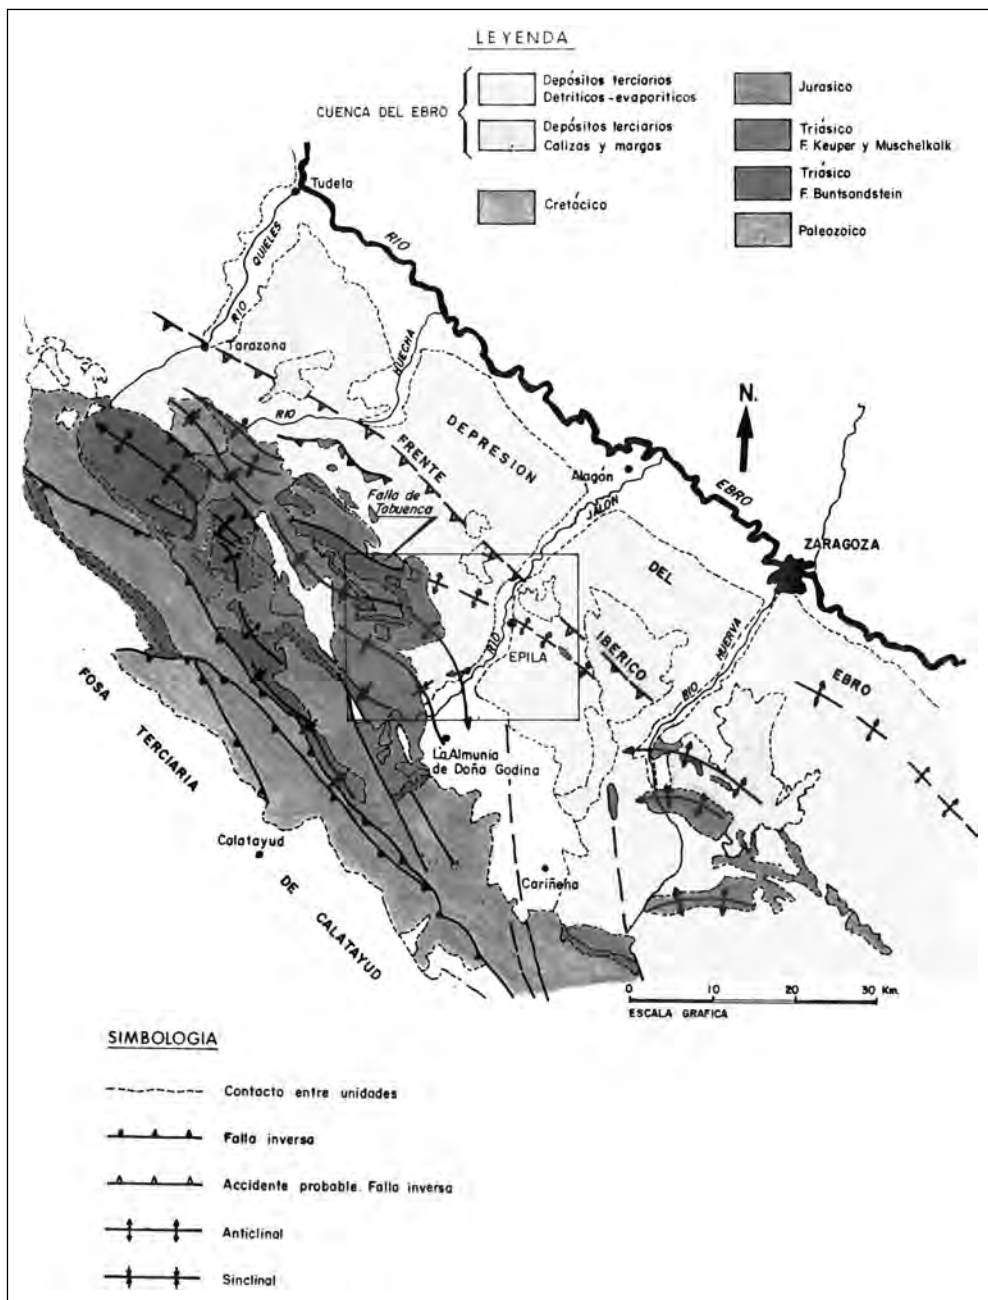 LEYENDA
CUENCA DEL EBRO
Depósitos terciarios
Detríticos-evaporíticos
Depósitos terciarios
Calizas y margas
Cretácico
Jurasico
Triásico
F. Keuper y Muschelkalk
Triásico
F. Buntsandstein
Paleozoico
Tudela
RIO
QUEILES
RIO
Tarazona
HUECHA
RIO
RIO
EBRO
N.
DEPRESION
FRENTE
Falla de
Tabuenca
Alagón
JALON
RIO
ZARAGOZA
DEL
EPILA
IBERICO
HUERVA
RIO
EBRO
FOSA
TERCIARIA
DE CALATAYUD
La Almunia
de Doña Godina
Calatayud
Cariñena
0 10 20 30 Km.
ESCALA GRAFICA
SIMBOLOGIA
Contacto entre unidades
Falla inversa
Accidente probable. Falla inversa
Anticlinal
Sinclinal